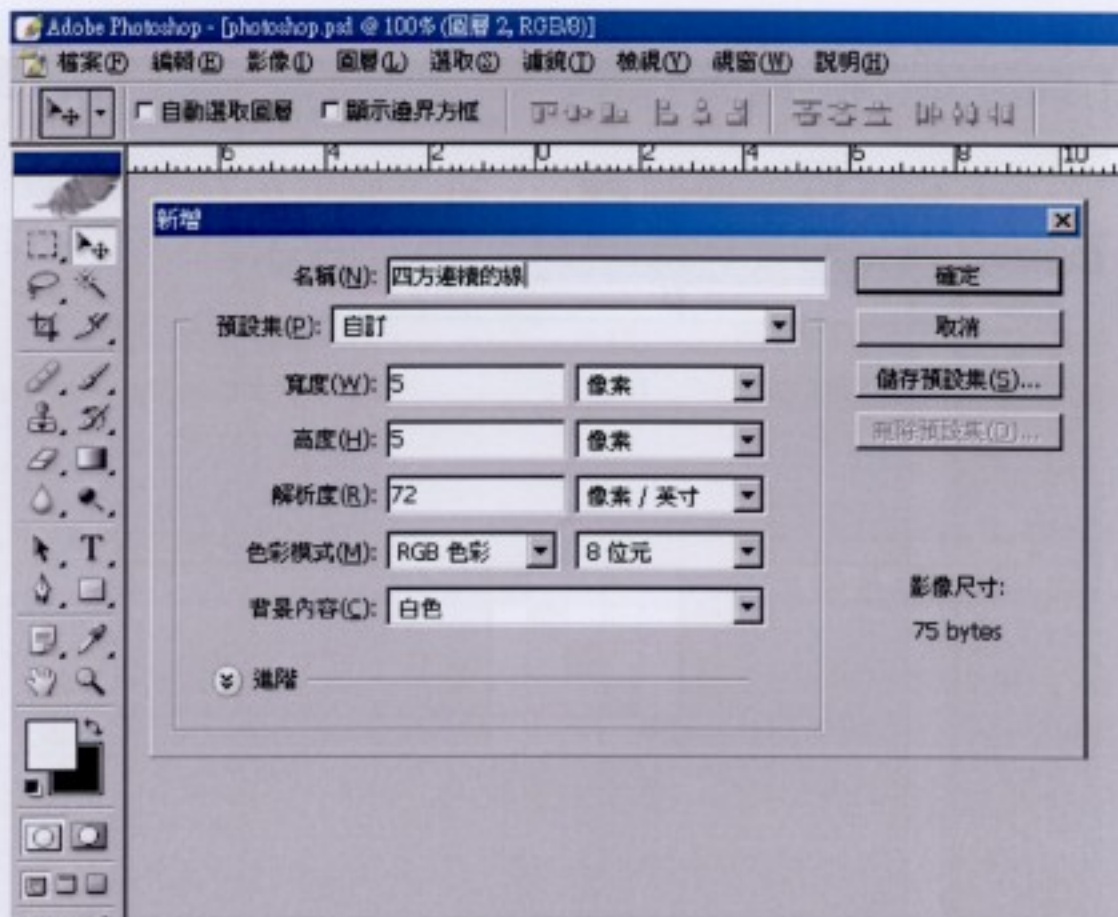 Adobe Photoshop - [photoshop.psd @ 100% (圖層 2, RGB/8)]
檔案(F) 編輯(E) 影像(I) 圖層(L) 選取(S) 濾鏡(T) 檢視(V) 視窗(W) 說明(H)
自動選取圖層 顯示邊界方框
6 4 2 0 2 4 6 8 10
新增
名稱(N): 四方連續的線
確定
預設集(P): 自訂
取消
寬度(W): 5 像素
儲存預設集(S)...
高度(H): 5 像素
刪除預設集(D)...
解析度(R): 72 像素 / 英寸
色彩模式(M): RGB 色彩 8 位元
背景內容(C): 白色
影像尺寸:
75 bytes
進階